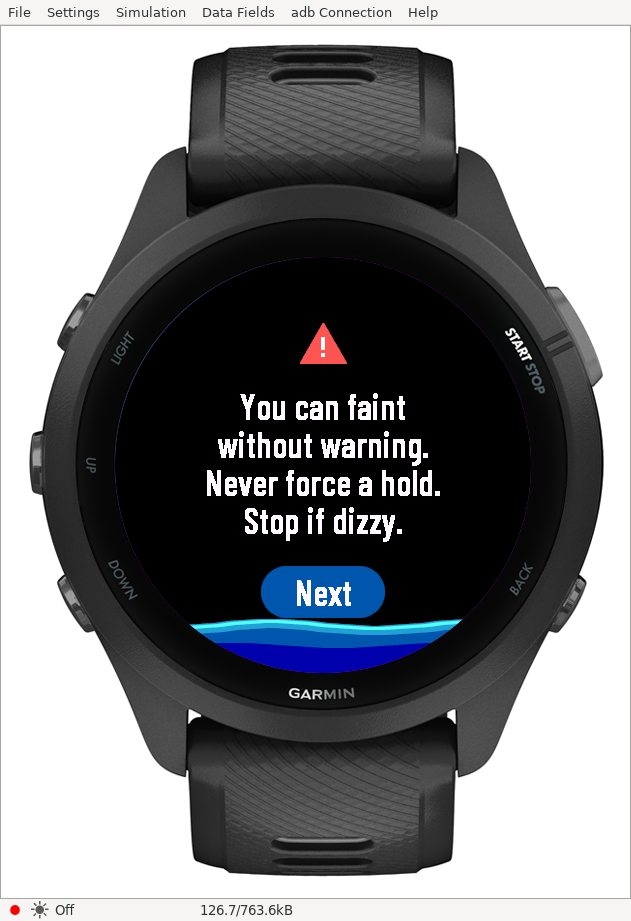 File Settings Simulation Data Fields adb Connection Help
LIGHT
START STOP
UP
DOWN
BACK
!
You can faint
without warning.
Never force a hold.
Stop if dizzy.
Next
GARMIN
Off 126.7/763.6kB